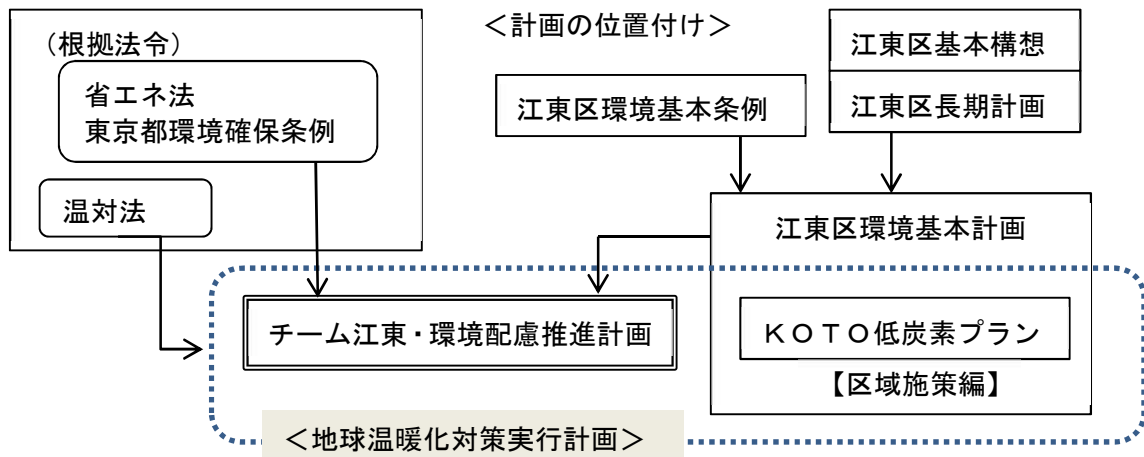 ＜計画の位置付け＞
（根拠法令）
省エネ法
東京都環境確保条例
温対法
江東区環境基本条例
江東区基本構想
江東区長期計画
江東区環境基本計画
チーム江東・環境配慮推進計画
ＫＯＴＯ低炭素プラン
【区域施策編】
＜地球温暖化対策実行計画＞